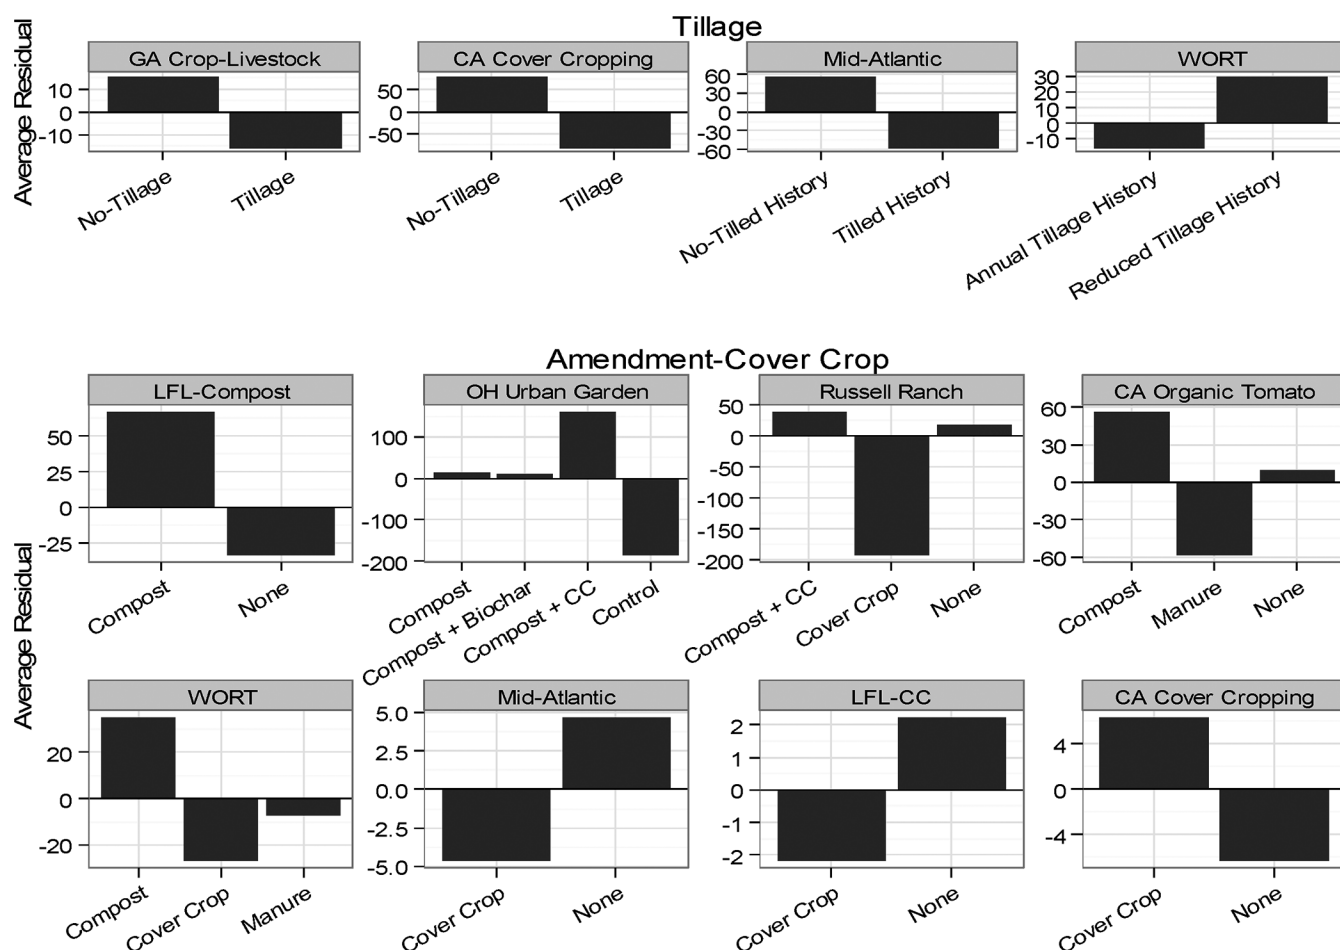 Tillage
Average Residual
GA Crop-Livestock
10
0
-10
No-Tillage
Tillage
CA Cover Cropping
50
0
-50
No-Tillage
Tillage
Mid-Atlantic
60
30
0
-30
-60
No-Tilled History
Tilled History
WORT
30
20
10
0
-10
Annual Tillage History
Reduced Tillage History
Amendment-Cover Crop
Average Residual
LFL-Compost
50
25
0
-25
Compost
None
OH Urban Garden
100
0
-100
-200
Compost
Compost + Biochar
Compost + CC
Control
Russell Ranch
50
0
-50
-100
-150
-200
Compost + CC
Cover Crop
None
CA Organic Tomato
60
30
0
-30
-60
Compost
Manure
None
WORT
20
0
-20
Compost
Cover Crop
Manure
Mid-Atlantic
5.0
2.5
0.0
-2.5
-5.0
Cover Crop
None
LFL-CC
2
1
0
-1
-2
Cover Crop
None
CA Cover Cropping
4
0
-4
Cover Crop
None